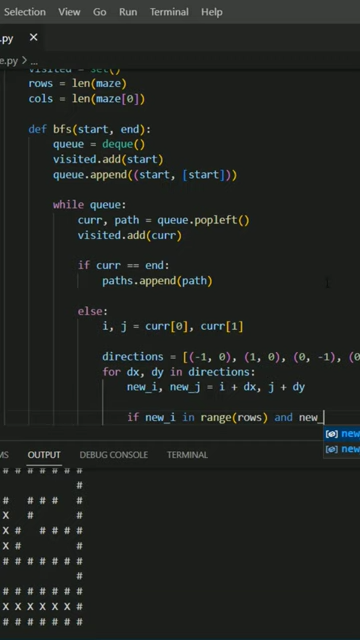 Selection View Go Run Terminal Help
.py ×
e.py > ...
visited = set()
rows = len(maze)
cols = len(maze[0])
def bfs(start, end):
queue = deque()
visited.add(start)
queue.append((start, [start]))
while queue:
curr, path = queue.popleft()
visited.add(curr)
if curr == end:
paths.append(path)
else:
i, j = curr[0], curr[1]
directions = [(-1, 0), (1, 0), (0, -1), (0
for dx, dy in directions:
new_i, new_j = i + dx, j + dy
if new_i in range(rows) and new_
new
new
MS OUTPUT DEBUG CONSOLE TERMINAL
# # # # # # #
#
# # # # #
X # #
X # # # # #
X # #
# # # # # # #
#
# # # # # # #
X X X X X X #
# # # # # # #